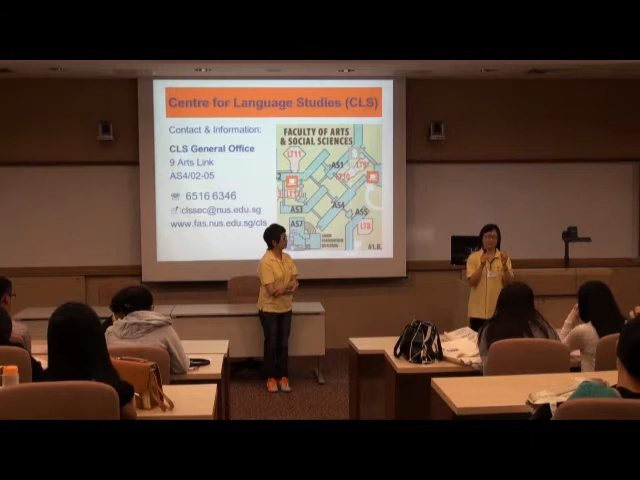 Centre for Language Studies (CLS)
Contact & Information:
CLS General Office
9 Arts Link
AS4/02-05
6516 6346
clssec@nus.edu.sg
www.fas.nus.edu.sg/cls
FACULTY OF ARTS
& SOCIAL SCIENCES
LT11
AS1
LT9
AS3
AS4
AS5
AS7
LT8